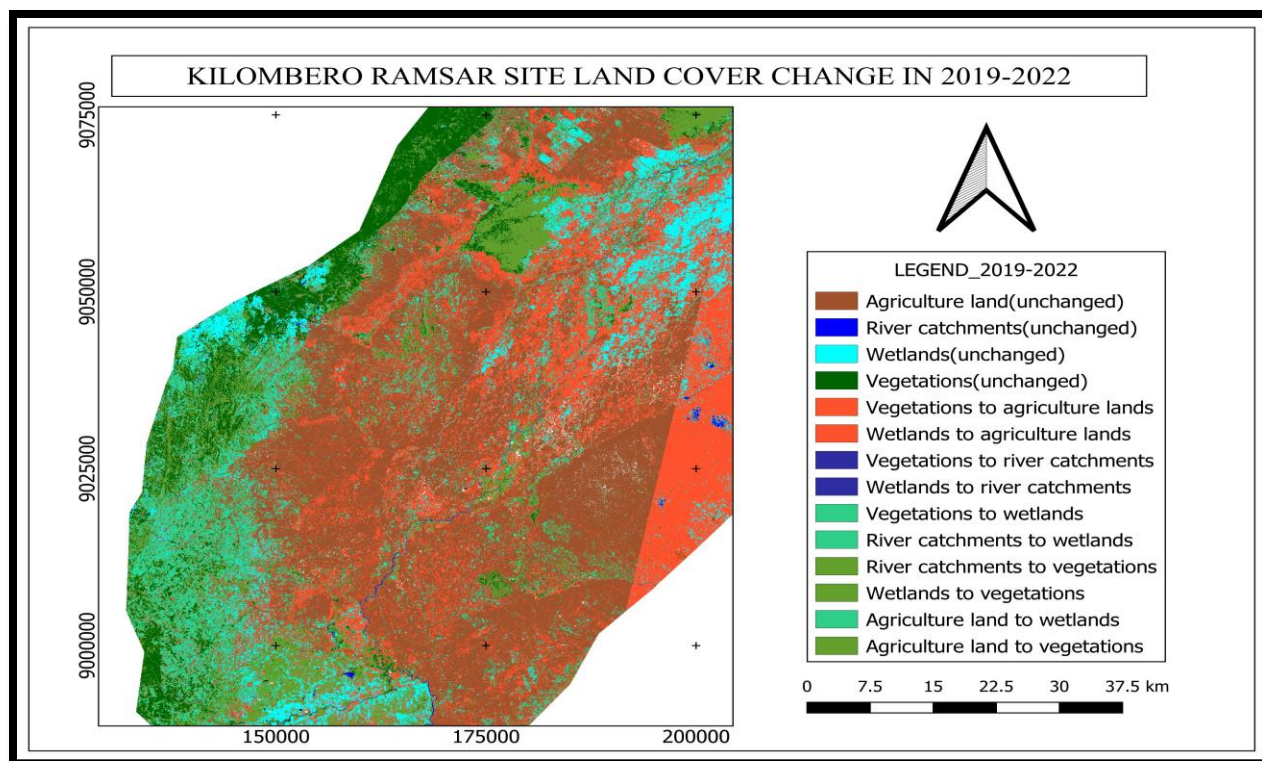 KILOMBERO RAMSAR SITE LAND COVER CHANGE IN 2019-2022
9075000
9050000
9025000
9000000
150000 175000 200000
LEGEND_2019-2022
Agriculture land(unchanged)
River catchments(unchanged)
Wetlands(unchanged)
Vegetations(unchanged)
Vegetations to agriculture lands
Wetlands to agriculture lands
Vegetations to river catchments
Wetlands to river catchments
Vegetations to wetlands
River catchments to wetlands
River catchments to vegetations
Wetlands to vegetations
Agriculture land to wetlands
Agriculture land to vegetations
0 7.5 15 22.5 30 37.5 km